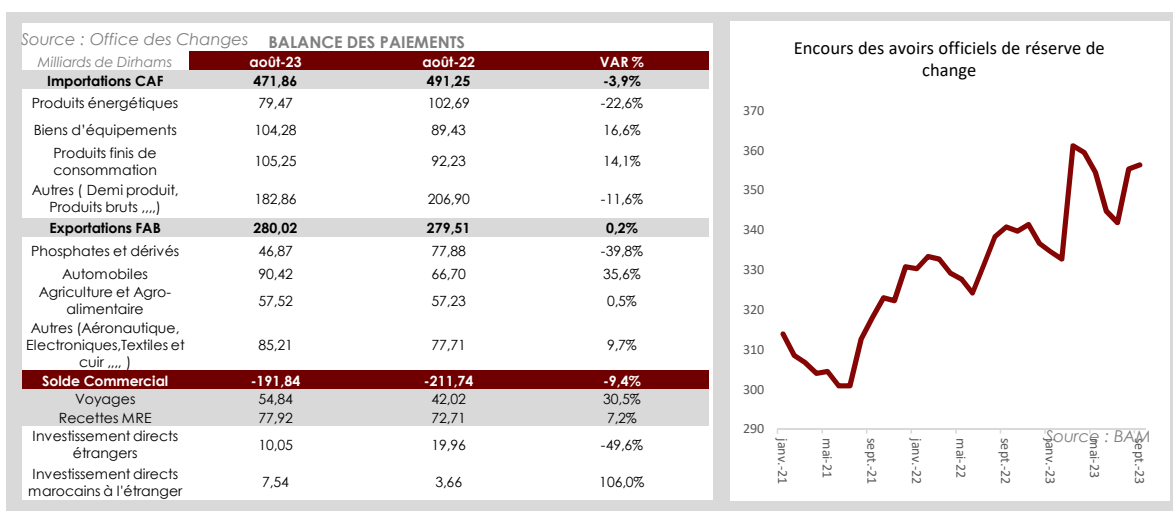 Source : Office des Changes
BALANCE DES PAIEMENTS
Milliards de Dirhams août-23 août-22 VAR %
Importations CAF 471,86 491,25 -3,9%
Produits énergétiques 79,47 102,69 -22,6%
Biens d'équipements 104,28 89,43 16,6%
Produits finis de
consommation 105,25 92,23 14,1%
Autres ( Demi produit,
Produits bruts ,,,,) 182,86 206,90 -11,6%
Exportations FAB 280,02 279,51 0,2%
Phosphates et dérivés 46,87 77,88 -39,8%
Automobiles 90,42 66,70 35,6%
Agriculture et Agro-
alimentaire 57,52 57,23 0,5%
Autres (Aéronautique,
Electroniques,Textiles et 85,21 77,71 9,7%
cuir ,,,, )
Solde Commercial -191,84 -211,74 -9,4%
Voyages 54,84 42,02 30,5%
Recettes MRE 77,92 72,71 7,2%
Investissement directs
étrangers 10,05 19,96 -49,6%
Investissement directs
marocains à l'étranger 7,54 3,66 106,0%
Encours des avoirs officiels de réserve de
change
370
360
350
340
330
320
310
300
290
janv.-21 mai-21 sept.-21 janv.-22 mai-22 sept.-22 janv.-23 mai-23 sept.-23
Source : BAM